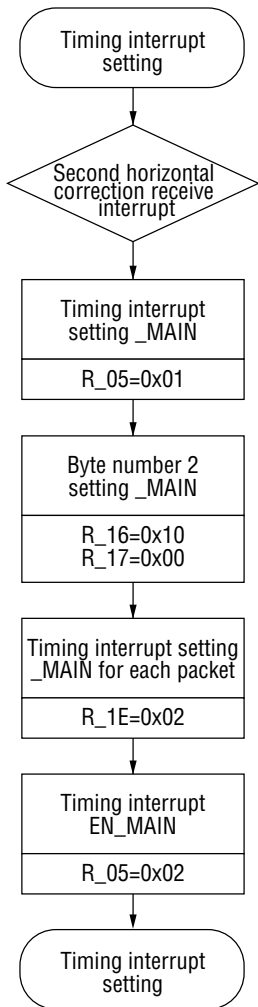 Timing interrupt
setting
Second horizontal
correction receive
interrupt
Timing interrupt
setting _MAIN
R_05=0x01
Byte number 2
setting _MAIN
R_16=0x10
R_17=0x00
Timing interrupt setting
_MAIN for each packet
R_1E=0x02
Timing interrupt
EN_MAIN
R_05=0x02
Timing interrupt
setting